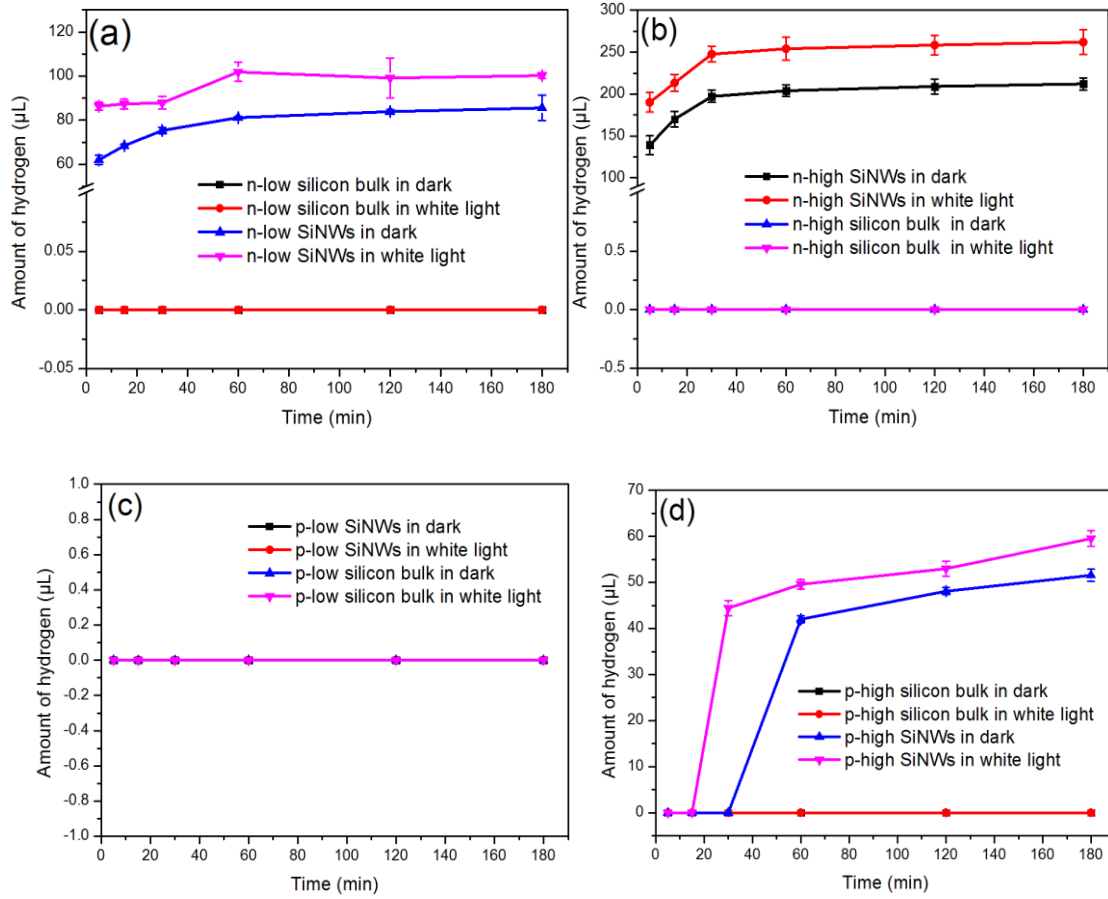 (a)
Amount of hydrogen (µL)
120
100
80
60
0.05
0.00
-0.05
n-low silicon bulk in dark
n-low silicon bulk in white light
n-low SiNWs in dark
n-low SiNWs in white light
0 20 40 60 80 100 120 140 160 180
Time (min)
(b)
Amount of hydrogen (µL)
300
250
200
150
100
0.5
0.0
-0.5
n-high SiNWs in dark
n-high SiNWs in white light
n-high silicon bulk in dark
n-high silicon bulk in white light
0 20 40 60 80 100 120 140 160 180
Time (min)
(c)
Amount of hydrogen (µL)
1.0
0.8
0.6
0.4
0.2
0.0
-0.2
-0.4
-0.6
-0.8
-1.0
p-low SiNWs in dark
p-low SiNWs in white light
p-low silicon bulk in dark
p-low silicon bulk in white light
0 20 40 60 80 100 120 140 160 180
Time (min)
(d)
Amount of hydrogen (µL)
70
60
50
40
30
20
10
0
p-high silicon bulk in dark
p-high silicon bulk in white light
p-high SiNWs in dark
p-high SiNWs in white light
0 20 40 60 80 100 120 140 160 180
Time (min)